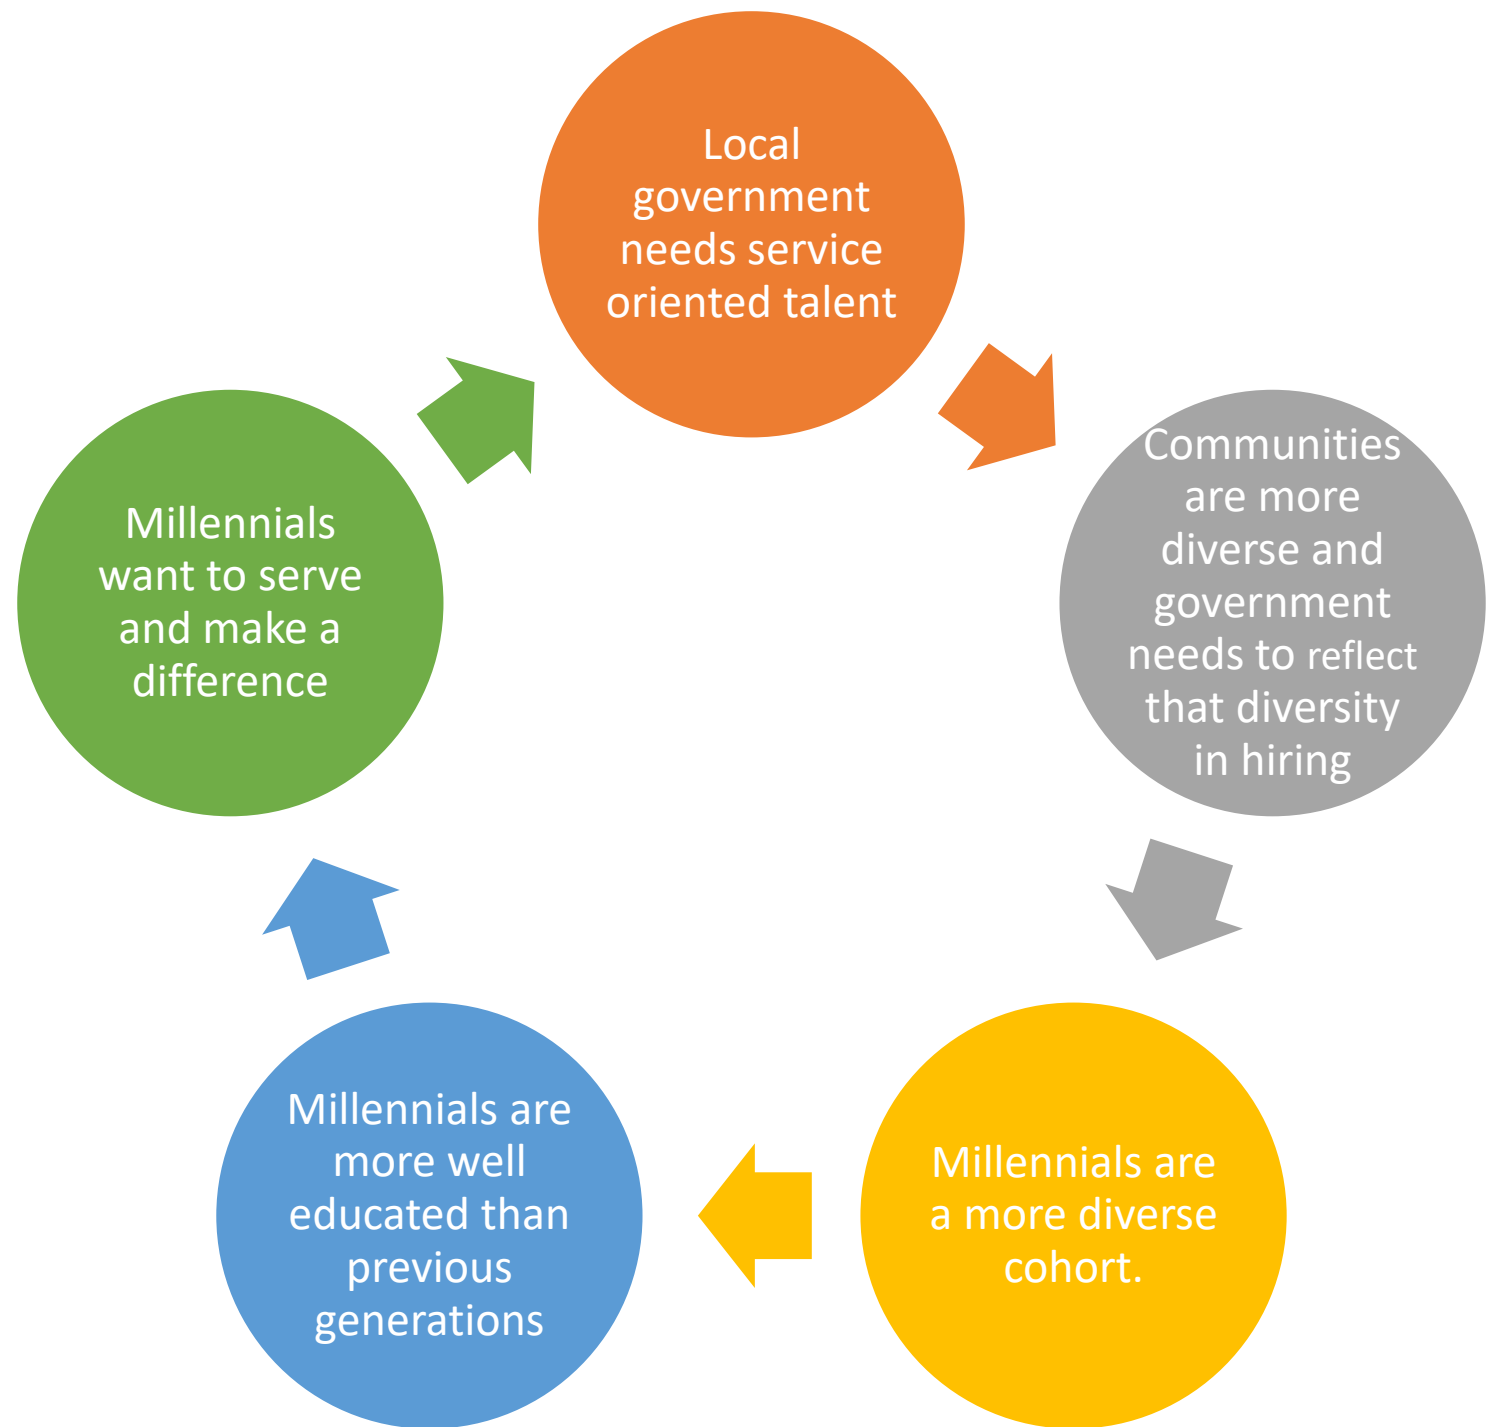 Local
government
needs service
oriented talent
Communities
are more
diverse and
government
needs to reflect
that diversity
in hiring
Millennials are
a more diverse
cohort.
Millennials are
more well
educated than
previous
generations
Millennials
want to serve
and make a
difference